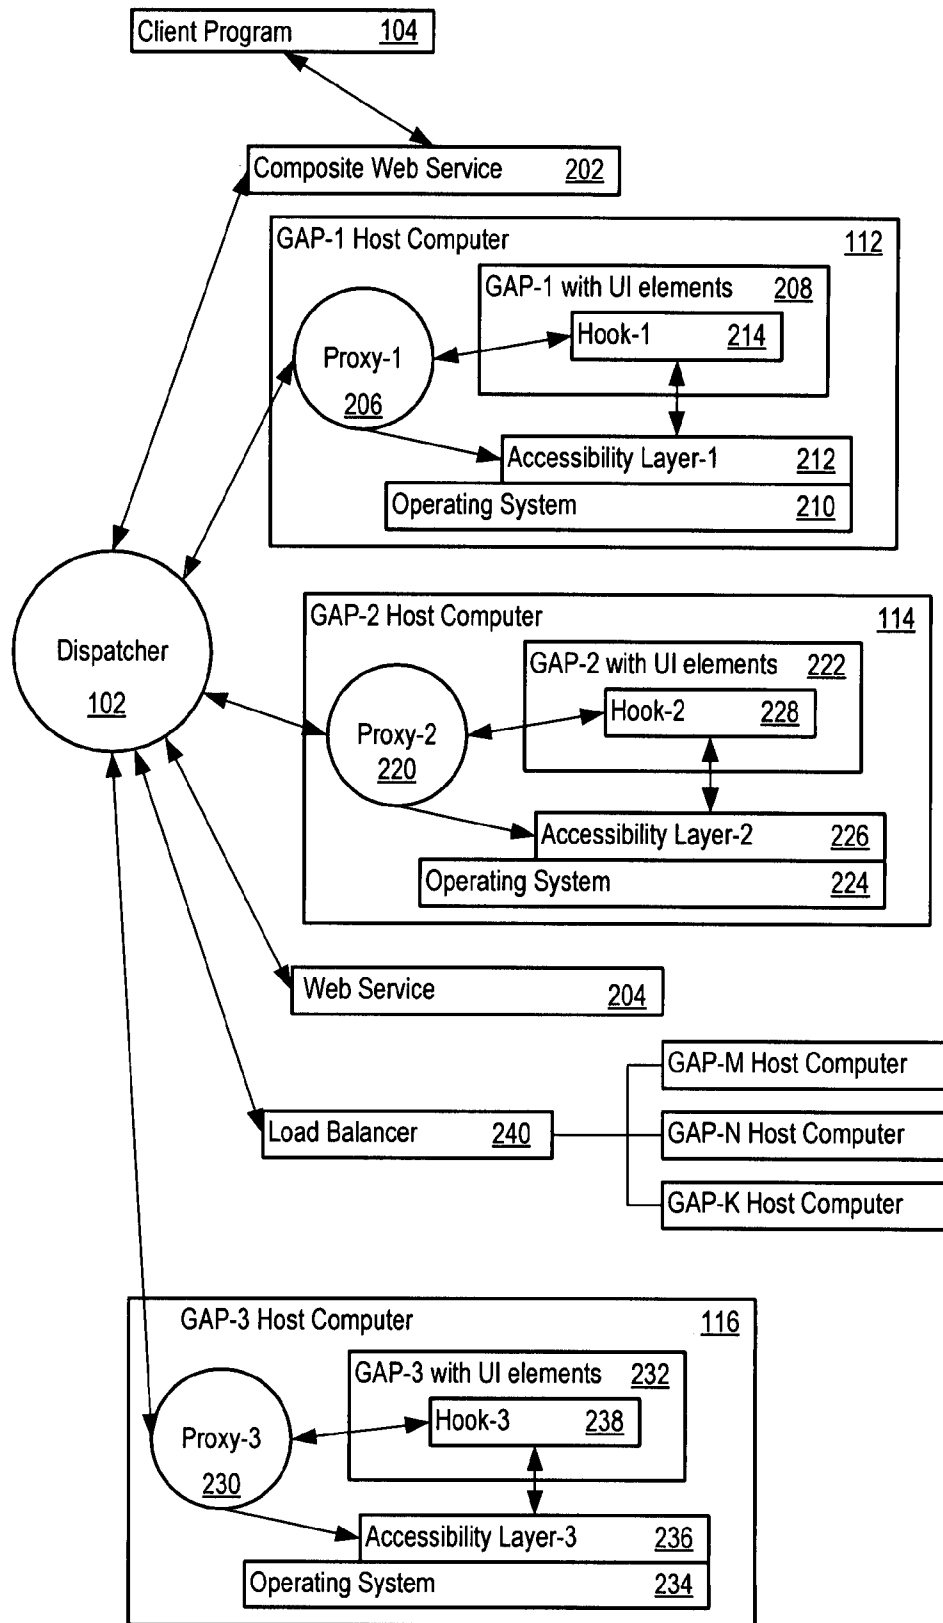 Client Program 104
Composite Web Service 202
GAP-1 Host Computer 112
GAP-1 with UI elements 208
Hook-1 214
Proxy-1
206
Accessibility Layer-1 212
Operating System 210
GAP-2 Host Computer 114
GAP-2 with UI elements 222
Hook-2 228
Proxy-2
220
Accessibility Layer-2 226
Operating System 224
Dispatcher
102
Web Service 204
GAP-M Host Computer
Load Balancer 240
GAP-N Host Computer
GAP-K Host Computer
GAP-3 Host Computer 116
GAP-3 with UI elements 232
Hook-3 238
Proxy-3
230
Accessibility Layer-3 236
Operating System 234